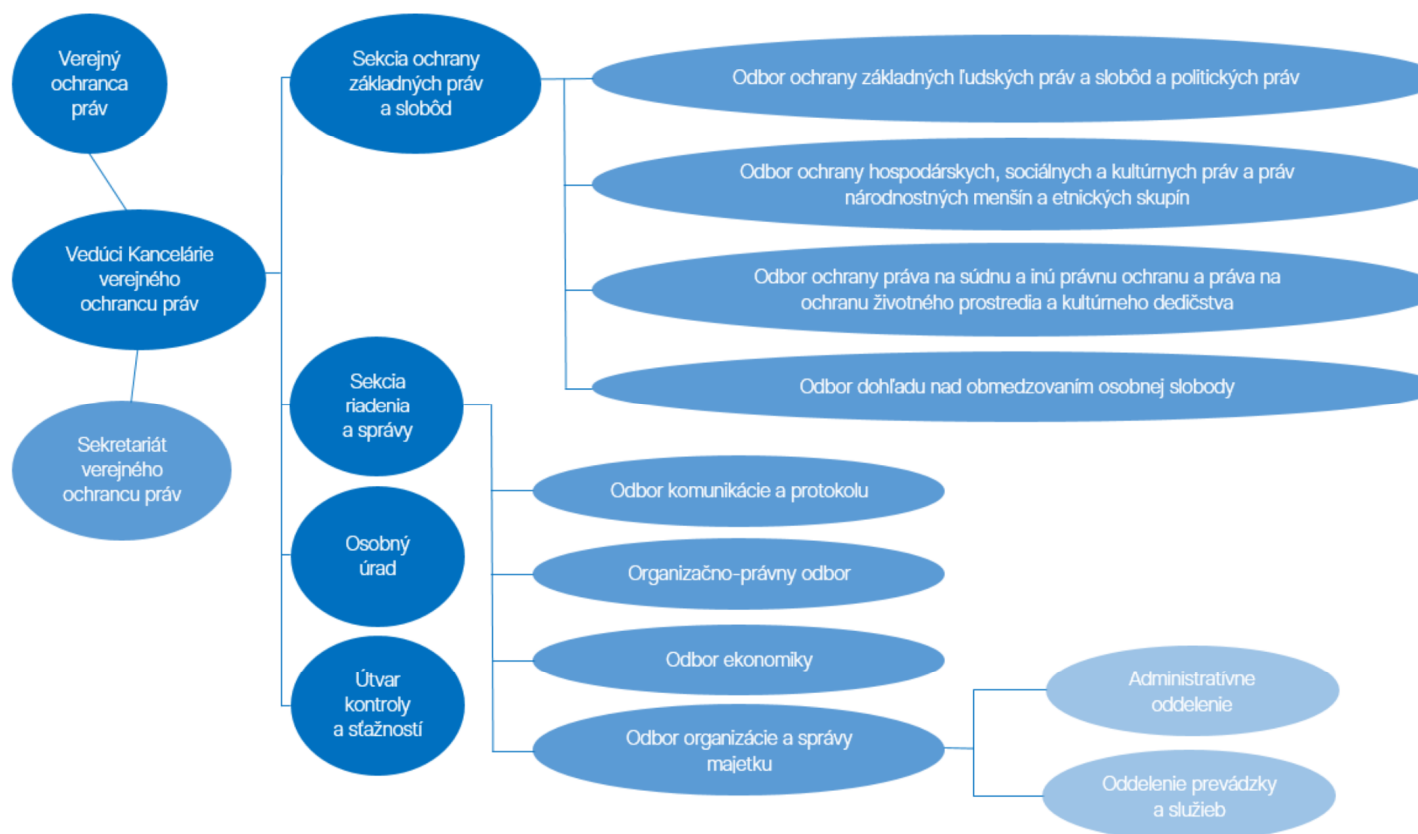 Verejný
ochranca
práv
Vedúci Kancelárie
verejného
ochrancu práv
Sekretariát
verejného
ochrancu práv
Sekcia ochrany
základných práv
a slobôd
Odbor ochrany základných ľudských práv a slobôd a politických práv
Odbor ochrany hospodárskych, sociálnych a kultúrnych práv a práv
národnostných menšín a etnických skupín
Odbor ochrany práva na súdnu a inú právnu ochranu a práva na
ochranu životného prostredia a kultúrneho dedičstva
Odbor dohľadu nad obmedzovaním osobnej slobody
Sekcia
riadenia
a správy
Odbor komunikácie a protokolu
Organizačno-právny odbor
Odbor ekonomiky
Odbor organizácie a správy
majetku
Administratívne
oddelenie
Oddelenie prevádzky
a služieb
Osobný
úrad
Útvar
kontroly
a sťažností